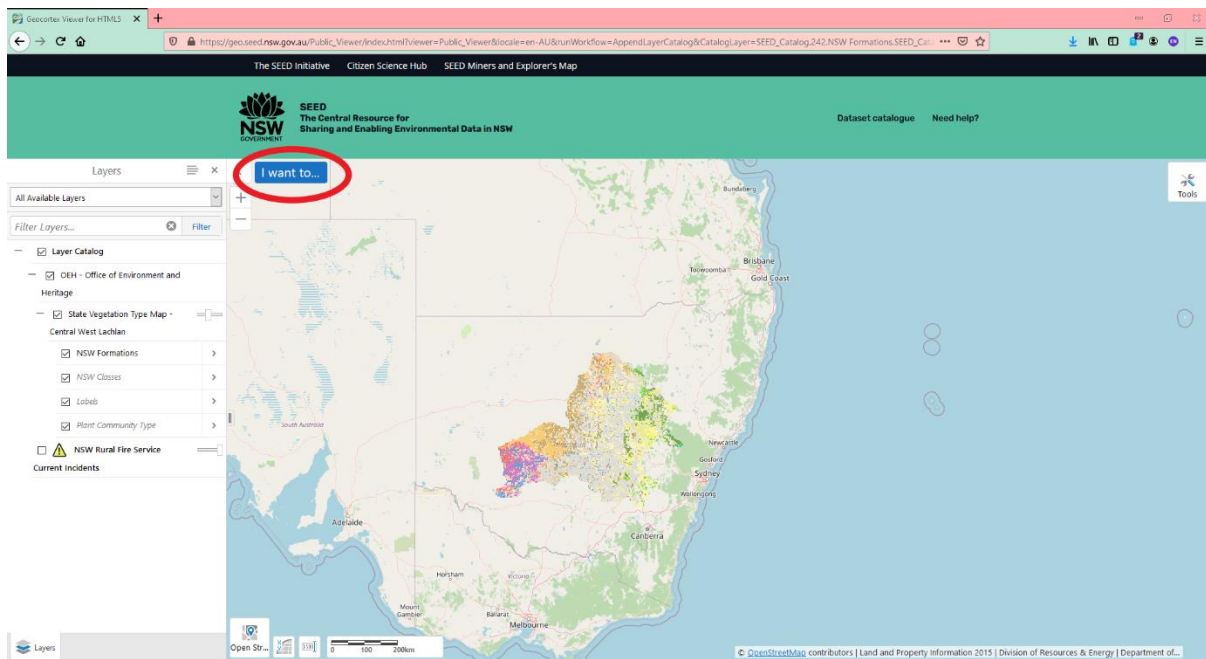 Geocortex Viewer for HTML5
https://geo.seed.nsw.gov.au/Public_Viewer/index.html?viewer=Public_Viewer&locale=en-AU&runWorkflow=AppendLayerCatalog&CatalogLayer=SEED_Catalog.242.NSW Formations.SEED_Cat
The SEED Initiative Citizen Science Hub SEED Miners and Explorer's Map
NSW
GOVERNMENT
SEED
The Central Resource for
Sharing and Enabling Environmental Data in NSW
Dataset catalogue Need help?
Layers
I want to...
Tools
All Available Layers
Filter Layers... Filter
Layer Catalog
OEH - Office of Environment and
Heritage
State Vegetation Type Map -
Central West Lachlan
NSW Formations
NSW Classes
Labels
Plant Community Type
NSW Rural Fire Service
Current Incidents
Bundaberg
Brisbane
Toowoomba
Gold Coast
South Australia
Newcastle
Gosford
Sydney
Wollongong
Adelaide
Canberra
Horsham
Victoria
Mount
Gambier
Ballarat
Melbourne
Layers
Open Str...
0 100 200km
© OpenStreetMap contributors | Land and Property Information 2015 | Division of Resources & Energy | Department of...